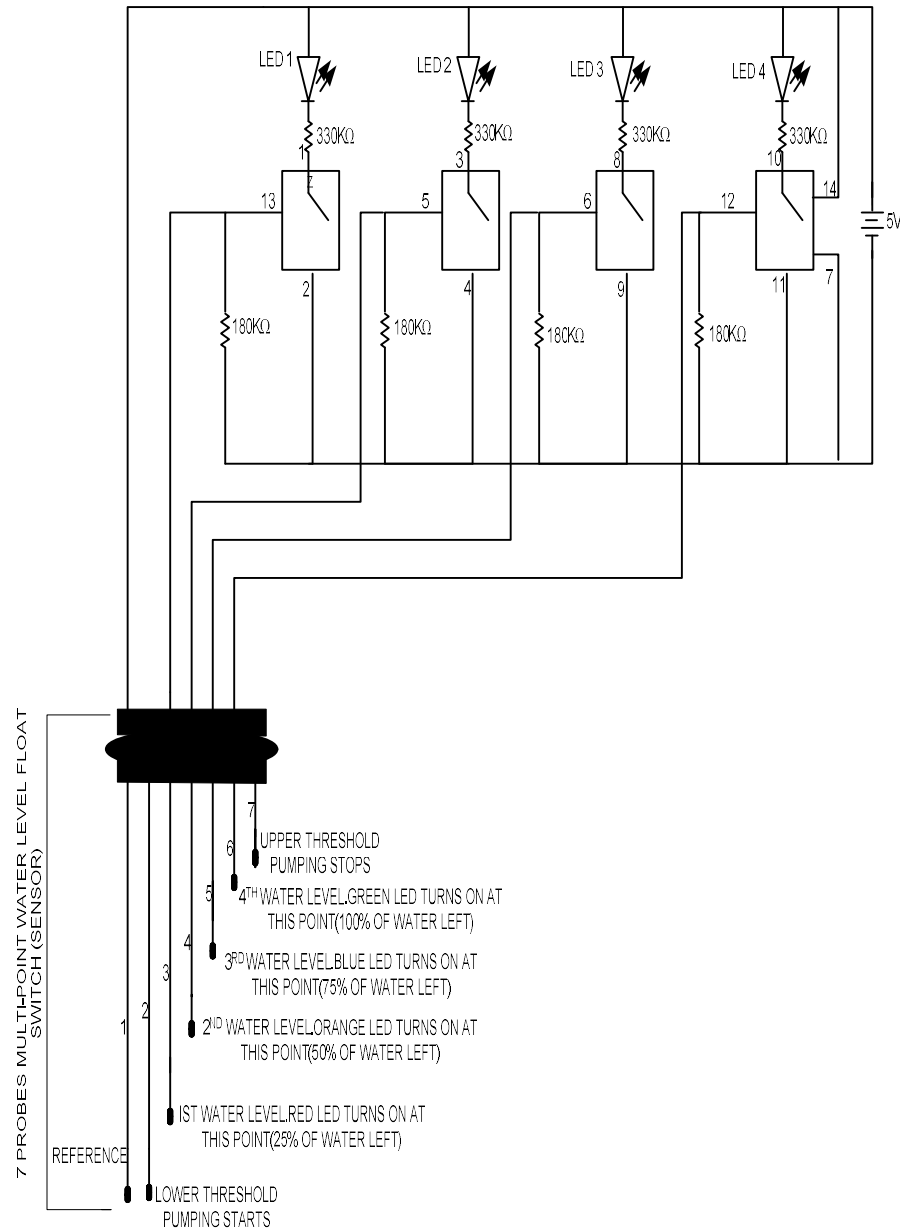 LED 1
LED 2
LED 3
LED 4
330KΩ
330KΩ
330KΩ
330KΩ
1
3
8
10
Z
13
5
6
12
14
5V
2
4
9
11
7
180KΩ
180KΩ
180KΩ
180KΩ
7 PROBES MULTI-POINT WATER LEVEL FLOAT
SWITCH (SENSOR)
7
UPPER THRESHOLD
PUMPING STOPS
6
4TH WATER LEVEL.GREEN LED TURNS ON AT
THIS POINT(100% OF WATER LEFT)
5
3RD WATER LEVEL.BLUE LED TURNS ON AT
THIS POINT(75% OF WATER LEFT)
4
2ND WATER LEVEL.ORANGE LED TURNS ON AT
THIS POINT(50% OF WATER LEFT)
3
2
1
IST WATER LEVEL.RED LED TURNS ON AT
THIS POINT(25% OF WATER LEFT)
REFERENCE
LOWER THRESHOLD
PUMPING STARTS